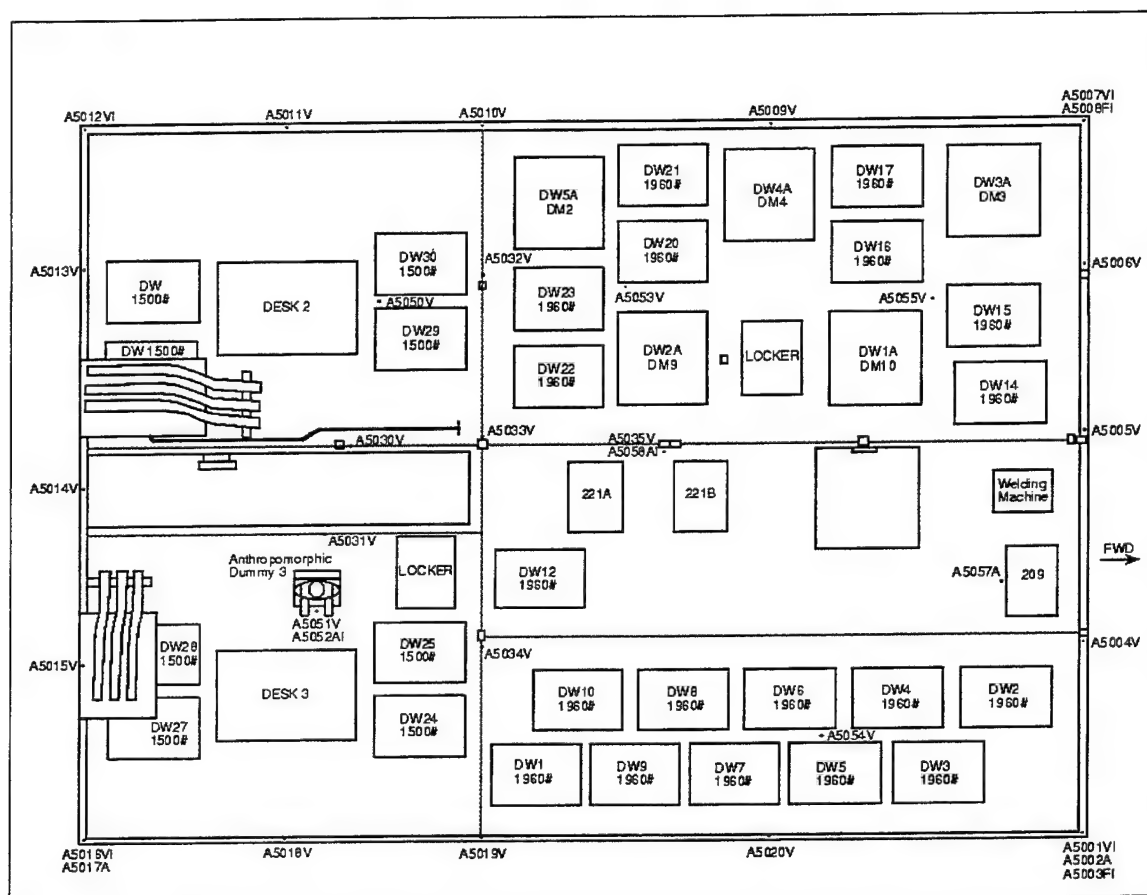 A5012VI
A5011V
A5010V
A5009V
A5007VI
A5008FI
DW5A
DM2
DW21
1960#
DW4A
DM4
DW17
1960#
DW3A
DM3
A5013V
DW
1500#
DESK 2
DW30
1500#
A5032V
A5050V
DW20
1960#
DW16
1960#
A5006V
DW23
1960#
A5053V
A5055V
DW15
1960#
DW 1500#
DW29
1500#
DW22
1960#
DW2A
DM9
LOCKER
DW1A
DM10
DW14
1960#
A5030V
A5033V
A5035V
A5058AI
A5005V
A5014V
221A
221B
Welding
Machine
A5031V
Anthropomorphic
Dummy 3
LOCKER
DW12
1960#
FWD
A5057A
209
A5051V
A5052AI
A5015V
DW28
1500#
DESK 3
DW25
1500#
A5034V
A5004V
DW10
1960#
DW8
1960#
DW6
1960#
DW4
1960#
DW2
1960#
DW27
1500#
DW24
1500#
A5054V
DW1
1960#
DW9
1960#
DW7
1960#
DW5
1960#
DW3
1960#
A5016VI
A5017A
A5018V
A5019V
A5020V
A5001VI
A5002A
A5003FI